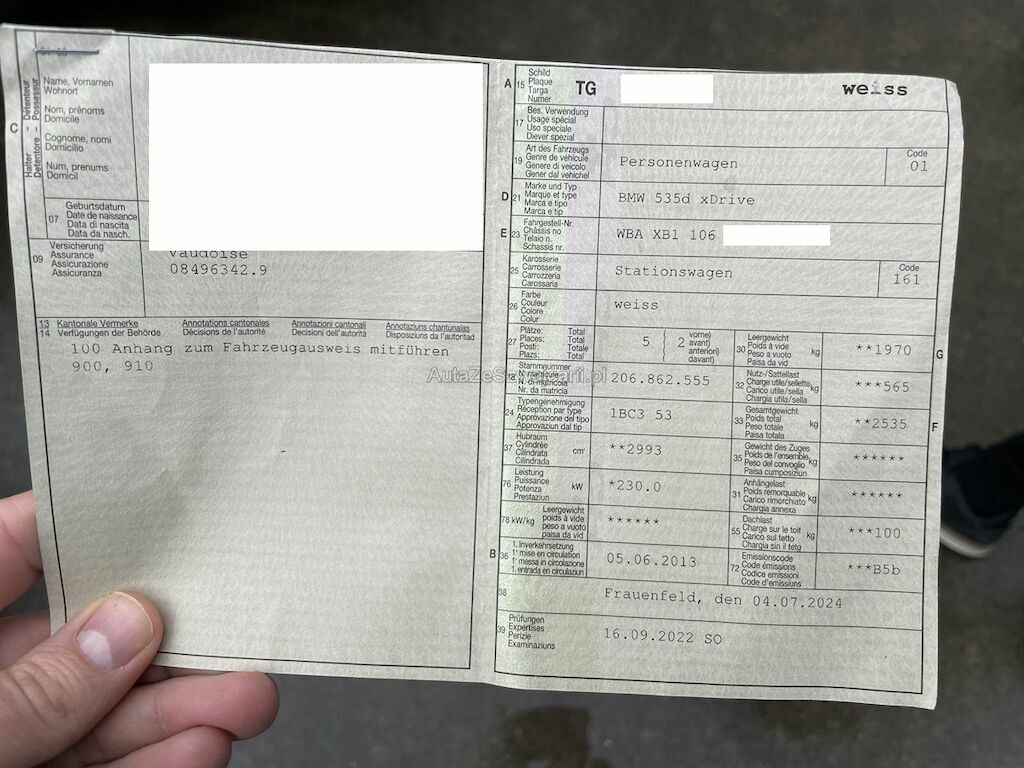 C
Halter – Détenteur
Detentore – Possessur
Name, Vornamen
Wohnort
Nom, prénoms
Domicile
Cognome, nomi
Domicilio
Num, prenums
Domicil
07
Geburtsdatum
Date de naissance
Data di nascita
Data da nasch.
09
Versicherung
Assurance
Assicurazione
Assicuranza
Vaudoise
08496342.9
13 Kantonale Vermerke Annotations cantonales Annotazioni cantonali Annotaziuns chantunalas
14 Verfügungen der Behörde Décisions de l'autorité Decisioni dell'autorità Disposiziuns da l'autoritad
100 Anhang zum Fahrzeugausweis mitführen
900, 910
A 15
Schild
Plaque
Targa
Numer
TG
weiss
17
Bes. Verwendung
Usage spécial
Uso speciale
Diever spezial
19
Art des Fahrzeugs
Genre de véhicule
Genere di veicolo
Gener dal vehichel
Personenwagen
Code
01
D 21
Marke und Typ
Marque et type
Marca e tipo
Marca e tip
BMW 535d xDrive
E 23
Fahrgestell-Nr.
Châssis no
Telaio n.
Schassis nr.
WBA XB1 106
25
Karosserie
Carrosserie
Carrozzeria
Carossaria
Stationswagen
Code
161
26
Farbe
Couleur
Colore
Colur
weiss
27
Plätze: Total
Places: Total
Posti: Totale
Plazs: Total
5
2
vorne)
avant)
anteriori)
davant)
30
Leergewicht
Poids à vide
Peso a vuoto
Paisa da vid
kg
**1970
G
18
Stammnummer
N. matricule
N. di matricola
Nr. da matricla
206.862.555
32
Nutz-/Sattellast
Charge utile/sellette
Carico utile/sella
Chargia utila/sella
kg
***565
24
Typengenehmigung
Réception par type
Approvazione del tipo
Approvaziun dal tip
1BC3 53
33
Gesamtgewicht
Poids total
Peso totale
Paisa totala
kg
**2535
F
37
Hubraum
Cylindrée
Cilindrata
Cilindrada
cm³
**2993
35
Gewicht des Zuges
Poids de l'ensemble
Peso del convoglio
Paisa cumposiziun
kg
******
76
Leistung
Puissance
Potenza
Prestaziun
kW
*230.0
31
Anhängelast
Poids remorquable
Carico rimorchiato
Chargia annexa
kg
******
78 kW/kg
Leergewicht
poids à vide
peso a vuoto
paisa da vid
******
55
Dachlast
Charge sur le toit
Carico sul tetto
Chargia sin il tetg
kg
***100
B 36
1. Inverkehrsetzung
1re mise en circulation
1a messa in circolazione
1. entrada en circulaziun
05.06.2013
72
Emissionscode
Code émissions
Codice emissioni
Code d'emissiuns
***B5b
38
Frauenfeld, den 04.07.2024
39
Prüfungen
Expertises
Perizie
Examinaziuns
16.09.2022 SO